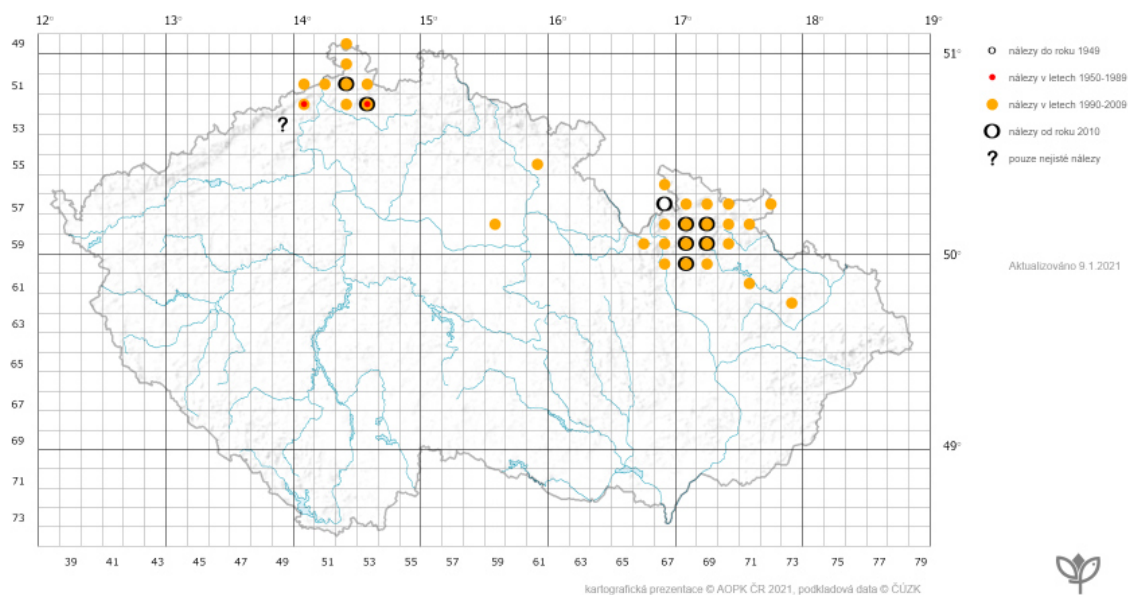 12° 13° 14° 15° 16° 17° 18° 19°
49
51
53
55
57
59
61
63
65
67
69
71
73
51°
50°
49°
39 41 43 45 47 49 51 53 55 57 59 61 63 65 67 69 71 73 75 77 79
nálezy do roku 1949
nálezy v letech 1950-1989
nálezy v letech 1990-2009
nálezy od roku 2010
? pouze nejisté nálezy
?
Aktualizováno 9.1.2021
kartografická prezentace © AOPK ČR 2021, podkladová data © ČÚZK